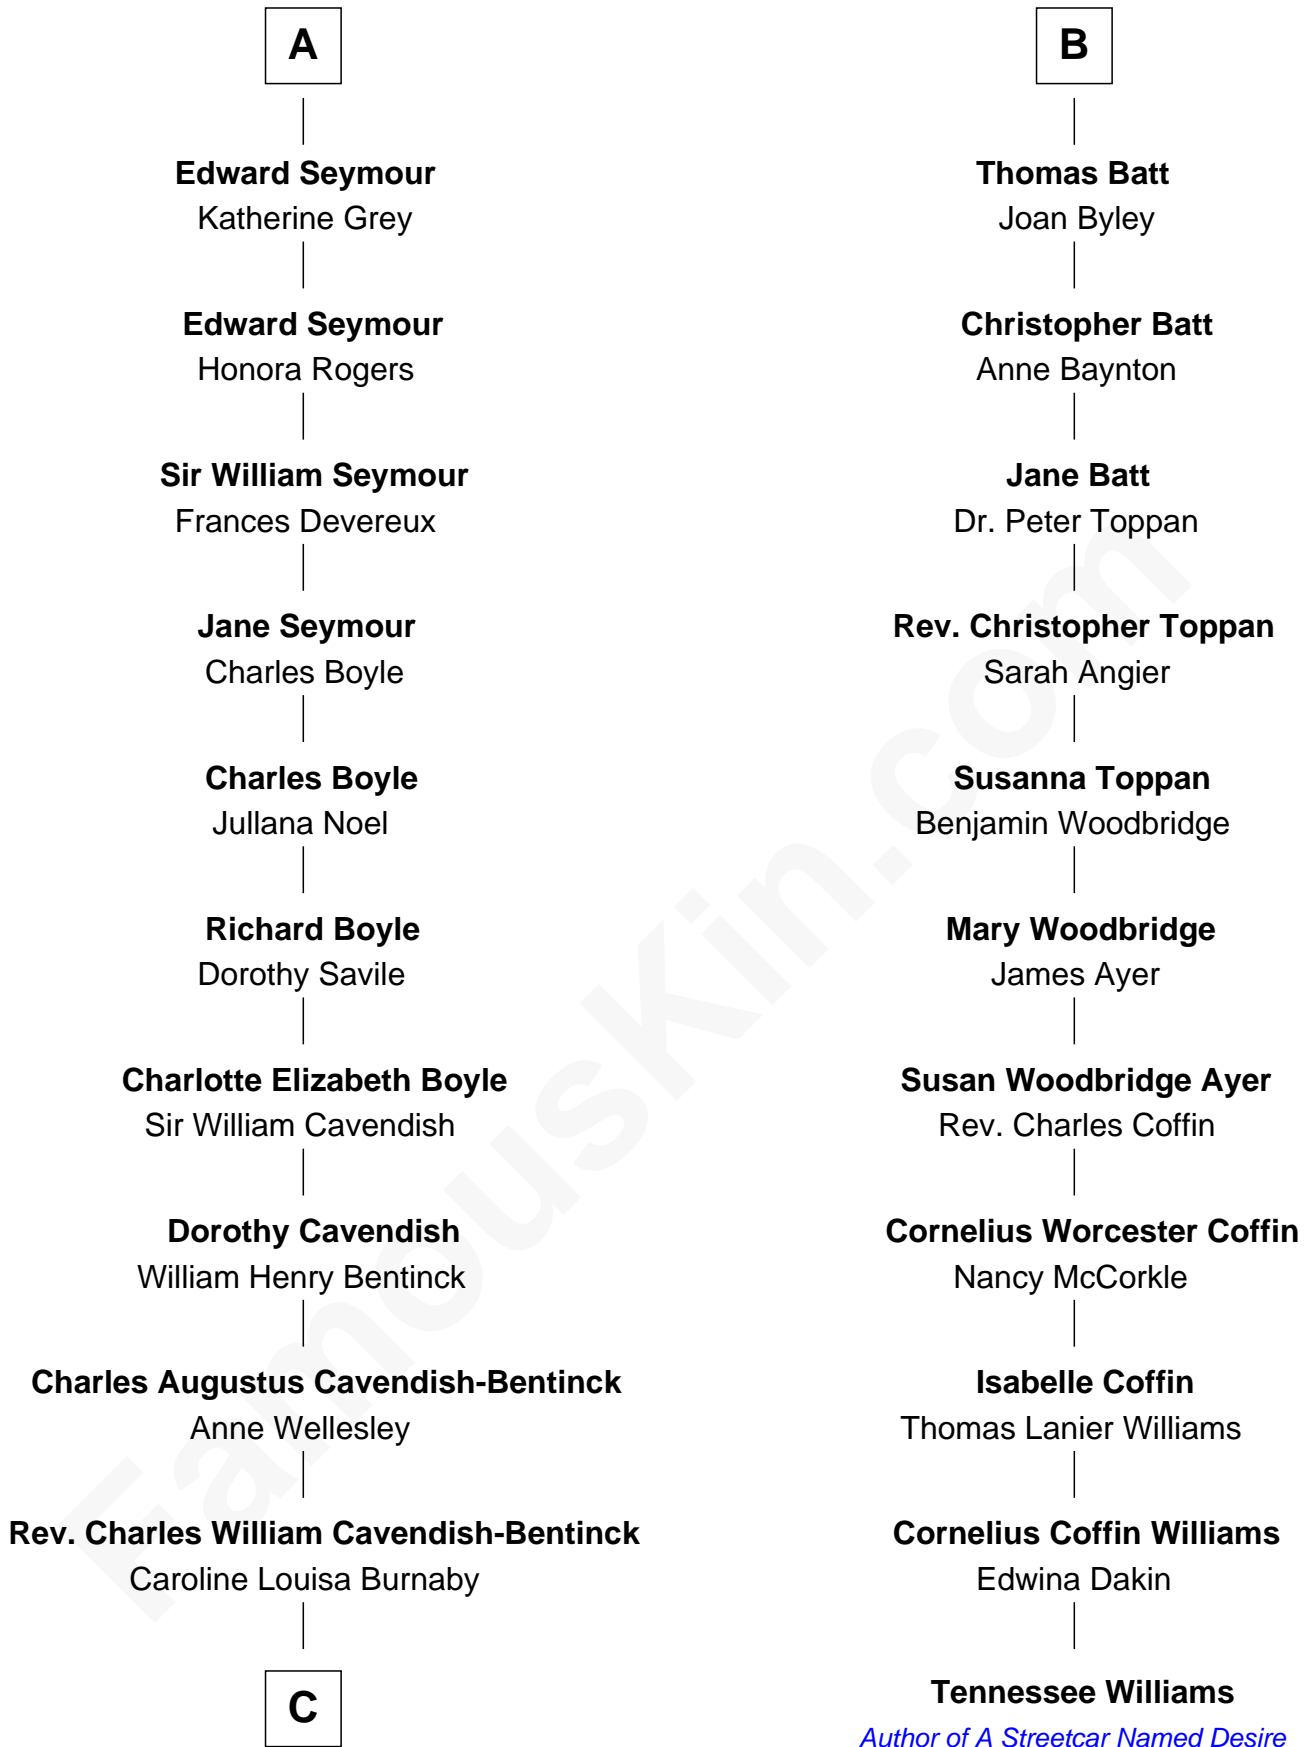 A
Edward Seymour
Katherine Grey
Edward Seymour
Honora Rogers
Sir William Seymour
Frances Devereux
Jane Seymour
Charles Boyle
Charles Boyle
Jullana Noel
Richard Boyle
Dorothy Savile
Charlotte Elizabeth Boyle
Sir William Cavendish
Dorothy Cavendish
William Henry Bentinck
Charles Augustus Cavendish-Bentinck
Anne Wellesley
Rev. Charles William Cavendish-Bentinck
Caroline Louisa Burnaby
C
B
Thomas Batt
Joan Byley
Christopher Batt
Anne Baynton
Jane Batt
Dr. Peter Toppan
Rev. Christopher Toppan
Sarah Angier
Susanna Toppan
Benjamin Woodbridge
Mary Woodbridge
James Ayer
Susan Woodbridge Ayer
Rev. Charles Coffin
Cornelius Worcester Coffin
Nancy McCorkle
Isabelle Coffin
Thomas Lanier Williams
Cornelius Coffin Williams
Edwina Dakin
Tennessee Williams
Author of A Streetcar Named Desire
FamousKin.com